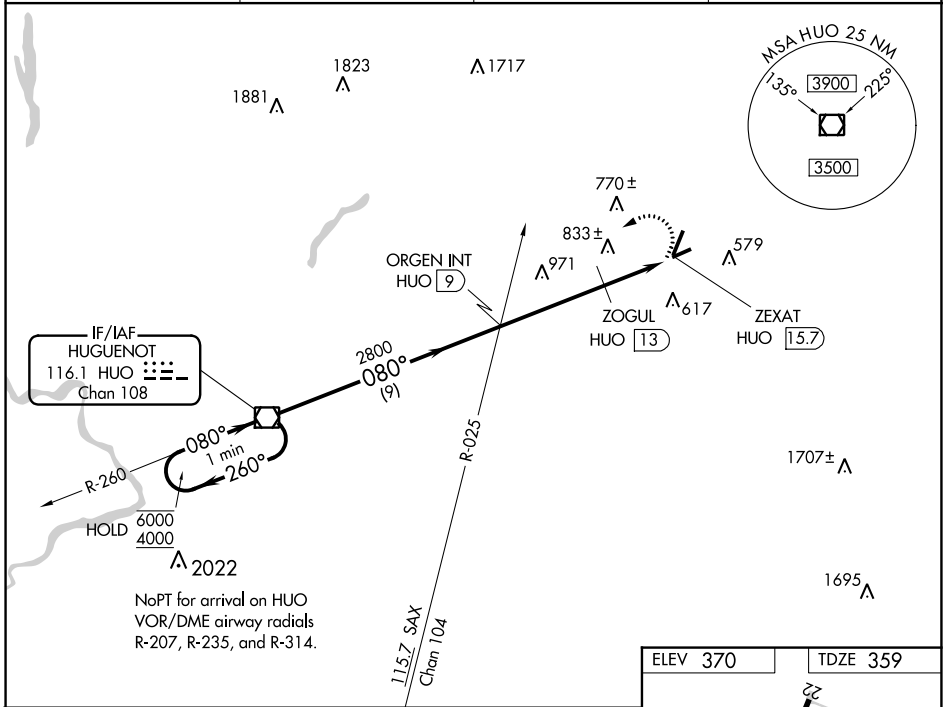 MSA HUO 25 NM
135°
225°
3900
3500
1823
1717
1881
770 ±
833 ±
971
579
617
ORGEN INT
HUO 9
ZOGUL
HUO 13
ZEXAT
HUO 15.7
IF/IAF
HUGUENOT
116.1 HUO
Chan 108
2800
080°
(9)
080°
1 min
260°
R-260
R-025
HOLD 6000
4000
2022
1707 ±
1695
NoPT for arrival on HUO
VOR/DME airway radials
R-207, R-235, and R-314.
115.7 SAX
Chan 104
ELEV 370
TDZE 359
22